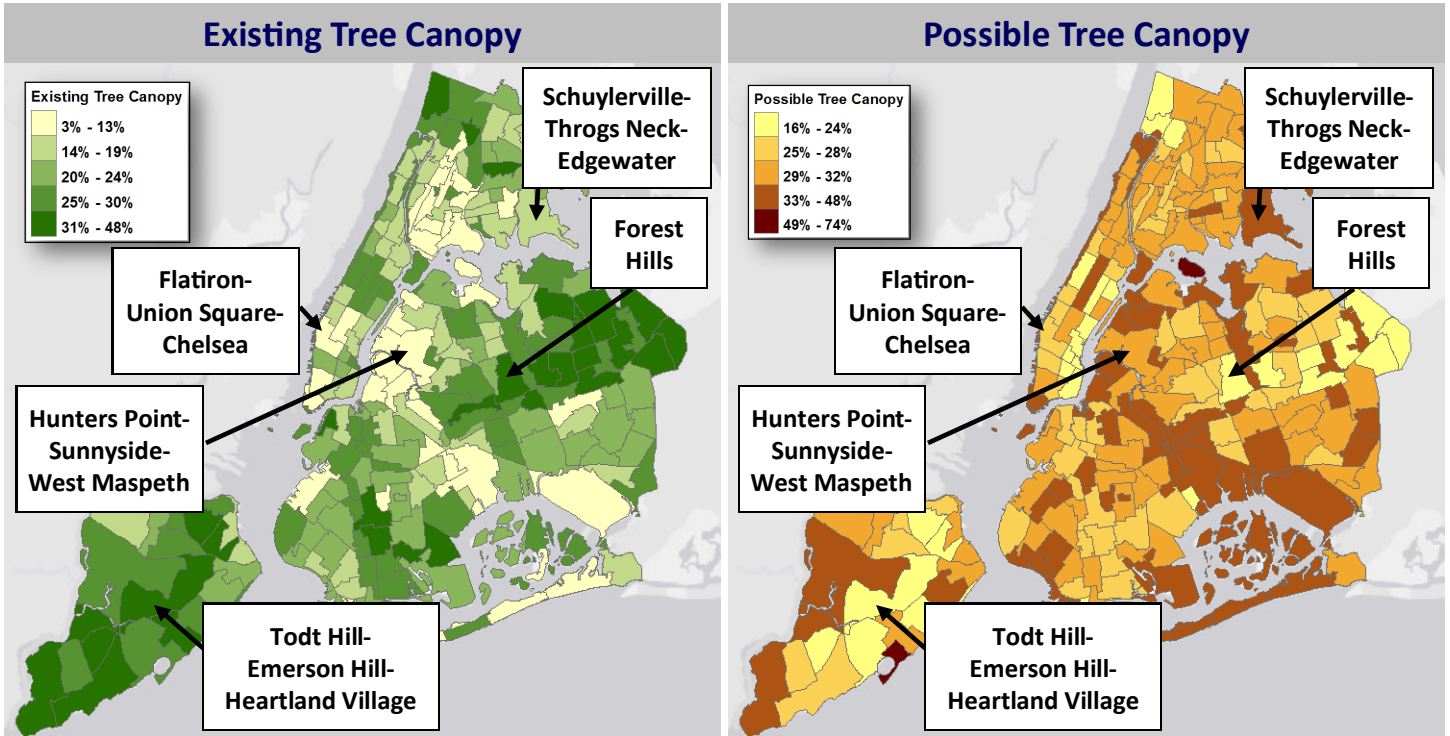 Existing Tree Canopy
Existing Tree Canopy
3% - 13%
14% - 19%
20% - 24%
25% - 30%
31% - 48%
Schuylerville-
Throgs Neck-
Edgewater
Forest
Hills
Flatiron-
Union Square-
Chelsea
Hunters Point-
Sunnyside-
West Maspeth
Todt Hill-
Emerson Hill-
Heartland Village
Possible Tree Canopy
Possible Tree Canopy
16% - 24%
25% - 28%
29% - 32%
33% - 48%
49% - 74%
Schuylerville-
Throgs Neck-
Edgewater
Forest
Hills
Flatiron-
Union Square-
Chelsea
Hunters Point-
Sunnyside-
West Maspeth
Todt Hill-
Emerson Hill-
Heartland Village